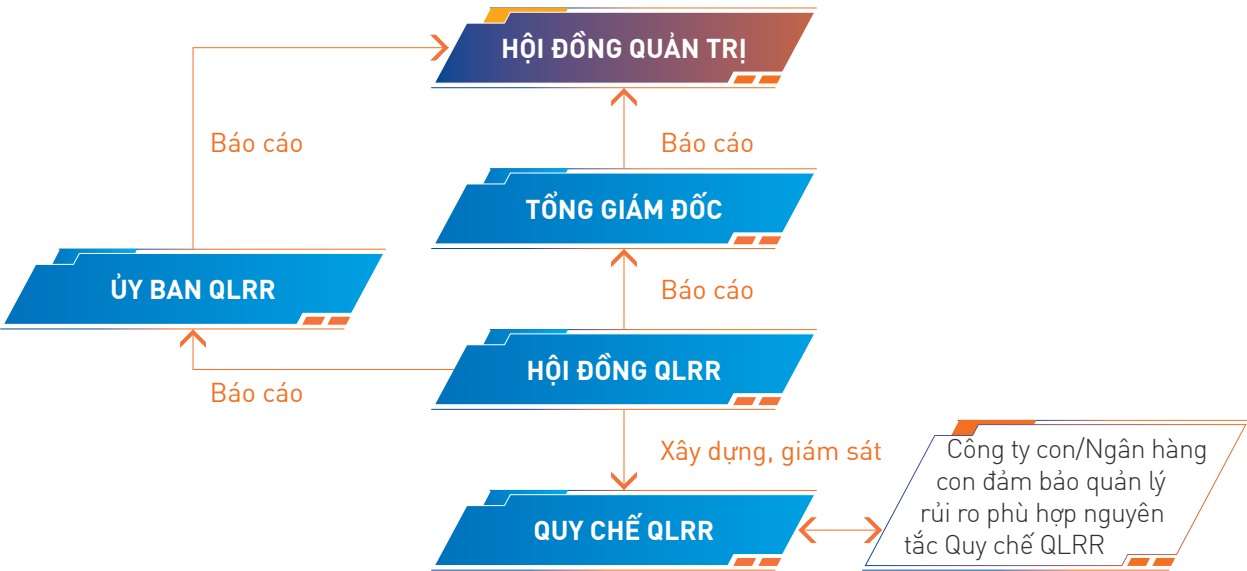 HỘI ĐỒNG QUẢN TRỊ
Báo cáo
Báo cáo
TỔNG GIÁM ĐỐC
ỦY BAN QLRR
Báo cáo
HỘI ĐỒNG QLRR
Báo cáo
Xây dựng, giám sát
Công ty con/Ngân hàng
con đảm bảo quản lý
rủi ro phù hợp nguyên
tắc Quy chế QLRR
QUY CHẾ QLRR